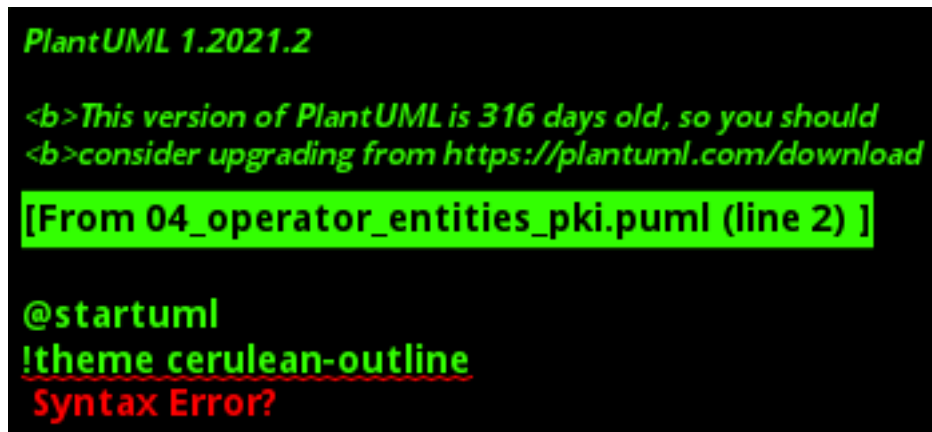 PlantUML 1.2021.2
<b>This version of PlantUML is 316 days old, so you should
<b>consider upgrading from https://plantuml.com/download
[From 04_operator_entities_pki.puml (line 2) ]
@startuml
!theme cerulean-outline
Syntax Error?